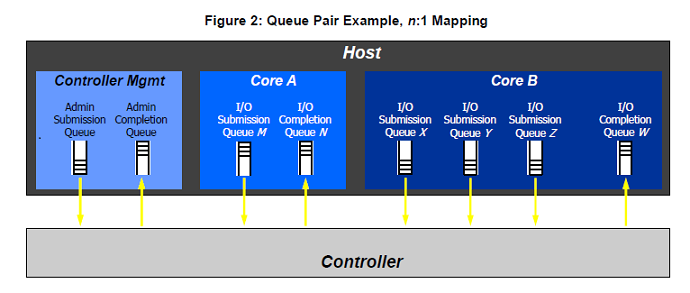 Figure 2: Queue Pair Example, n:1 Mapping
Host
Controller Mgmt
Admin
Submission
Queue
Admin
Completion
Queue
Core A
I/O
Submission
Queue M
I/O
Completion
Queue N
Core B
I/O
Submission
Queue X
I/O
Submission
Queue Y
I/O
Submission
Queue Z
I/O
Completion
Queue W
Controller